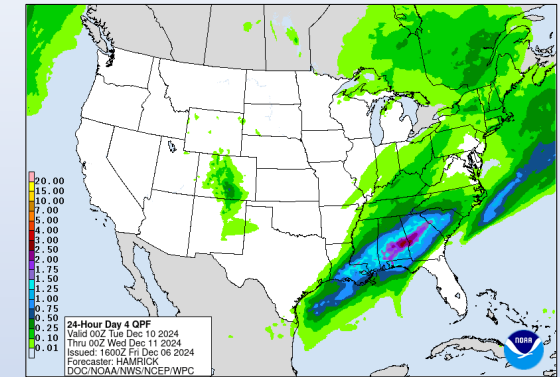 20.00
15.00
10.00
7.00
5.00
4.00
3.00
2.50
2.00
1.75
1.50
1.25
1.00
0.75
0.50
0.25
0.10
0.01
24-Hour Day 4 QPF
Valid 00Z Tue Dec 10 2024
Thru 00Z Wed Dec 11 2024
Issued: 1600Z Fri Dec 06 2024
Forecaster: HAMRICK
DOC/NOAA/NWS/NCEP/WPC
NOAA